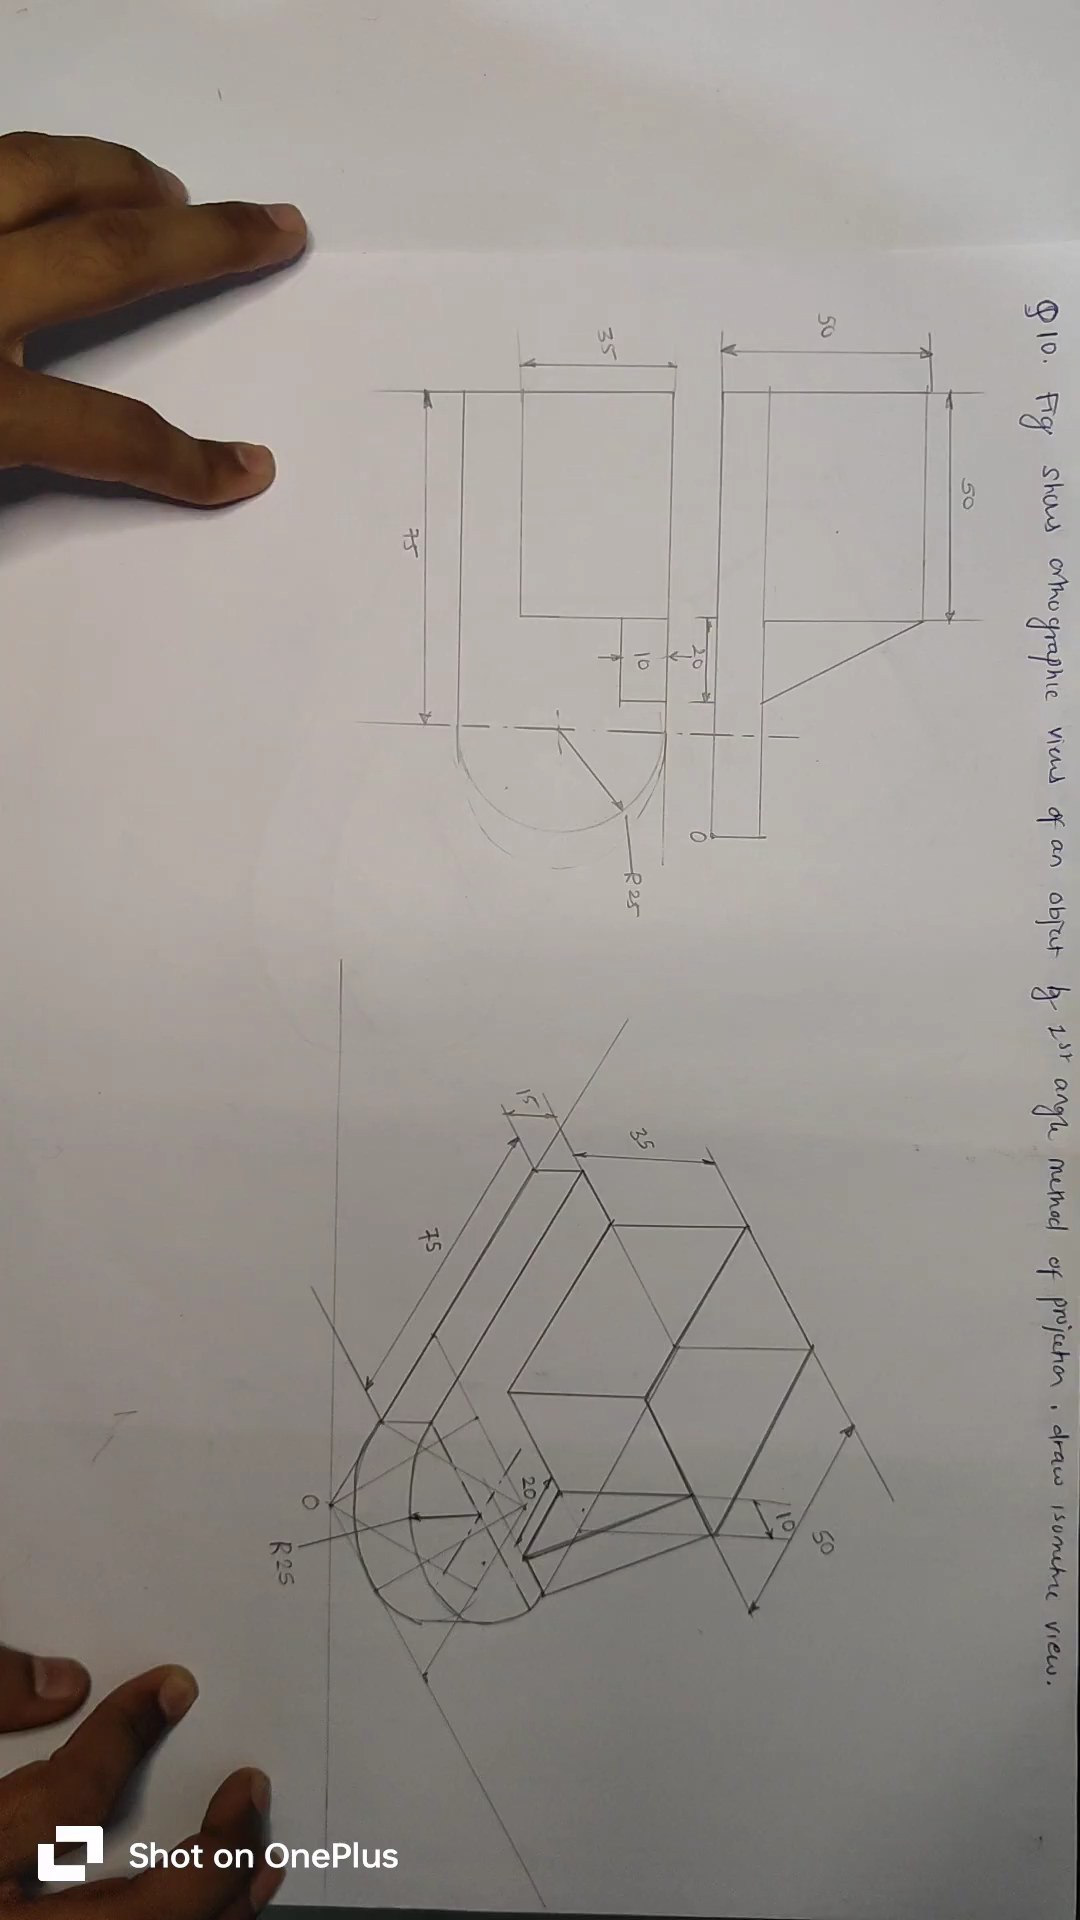 Q10. Fig shows orthographic views of an object by 1st angle method of projection, draw isometric view.
50
50
20
O
35
10
75
R25
35
15
75
50
10
20
O
R25
Shot on OnePlus